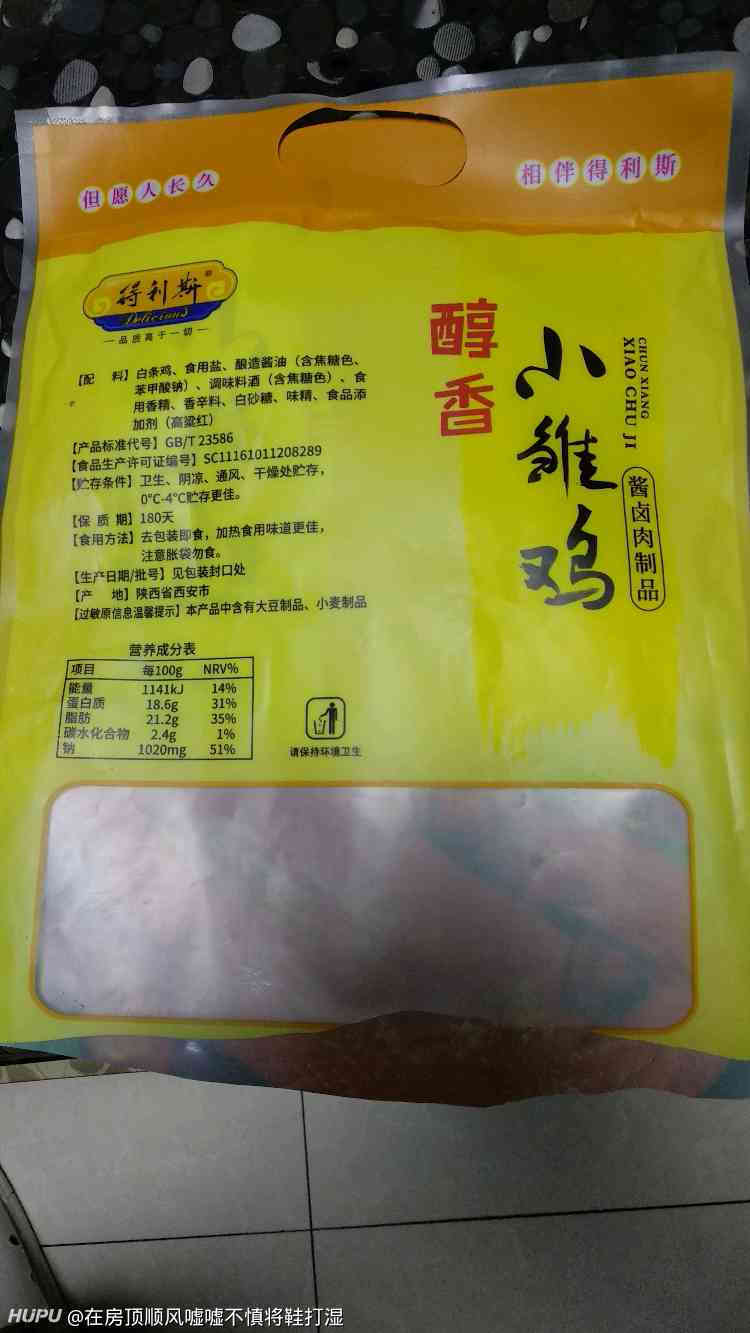 但愿人长久
相伴得利斯
得利斯
Delicious
品质高于一切
醇香
小雏鸡
CHUN XIANG
XIAO CHU JI
酱卤肉制品
【配 料】白条鸡、食用盐、酿造酱油（含焦糖色、
苯甲酸钠）、调味料酒（含焦糖色）、食
用香精、香辛料、白砂糖、味精、食品添
加剂（高粱红）
【产品标准代号】GB/T 23586
【食品生产许可证编号】SC11161011208289
【贮存条件】卫生、阴凉、通风、干燥处贮存，
0°C-4°C贮存更佳。
【保 质 期】180天
【食用方法】去包装即食，加热食用味道更佳，
注意胀袋勿食。
【生产日期/批号】见包装封口处
【产 地】陕西省西安市
【过敏原信息温馨提示】本产品中含有大豆制品、小麦制品
营养成分表
项目 每100g NRV%
能量 1141kJ 14%
蛋白质 18.6g 31%
脂肪 21.2g 35%
碳水化合物 2.4g 1%
钠 1020mg 51%
请保持环境卫生
HUPU @在房顶顺风嘘嘘不慎将鞋打湿